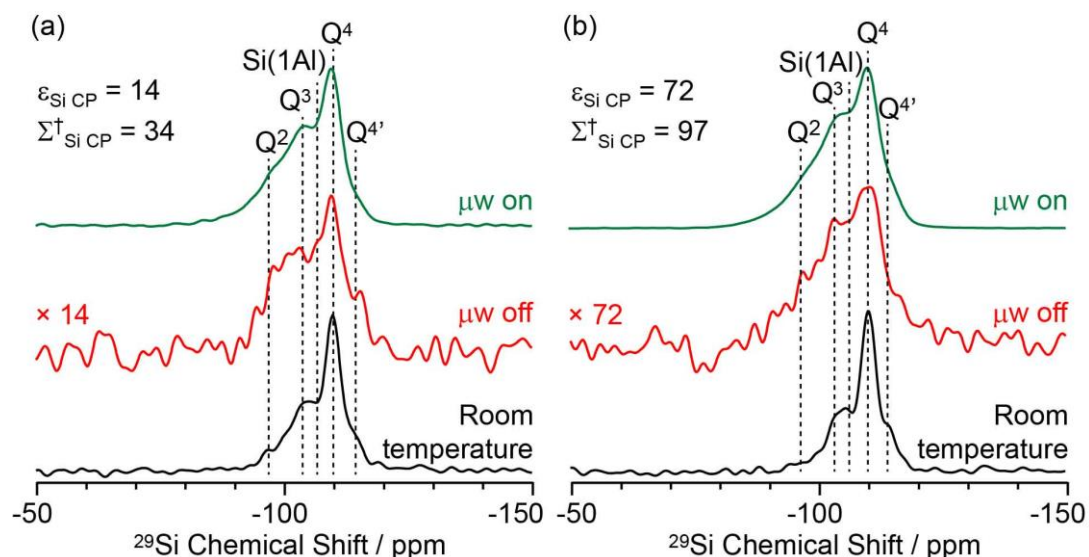 (a)
Q⁴
Si(1Al)
εSi CP = 14
Q³
Σ†Si CP = 34
Q²
Q⁴'
μw on
× 14
μw off
Room
temperature
-50
-100
-150
²⁹Si Chemical Shift / ppm
(b)
Q⁴
Si(1Al)
εSi CP = 72
Q³
Σ†Si CP = 97
Q²
Q⁴'
μw on
× 72
μw off
Room
temperature
-50
-100
-150
²⁹Si Chemical Shift / ppm